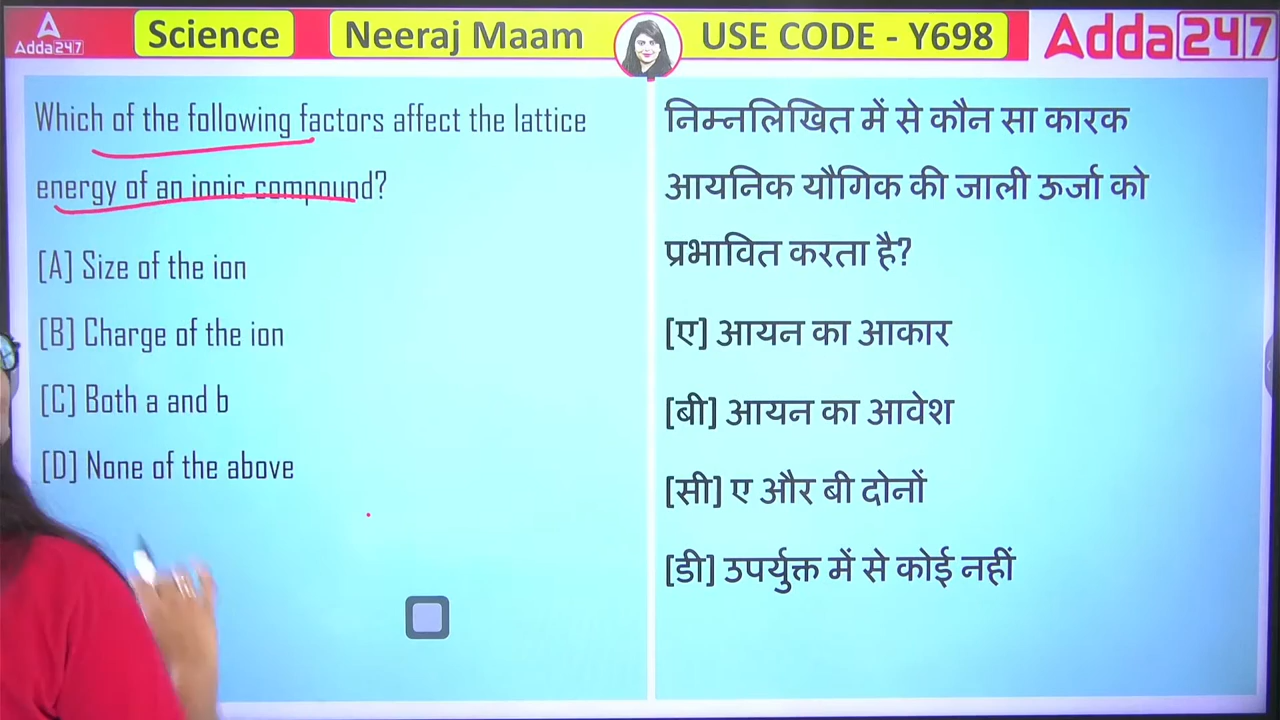 Adda247
Science
Neeraj Maam
USE CODE - Y698
Adda247
Which of the following factors affect the lattice
energy of an ionic compound?
[A] Size of the ion
[B] Charge of the ion
[C] Both a and b
[D] None of the above
निम्नलिखित में से कौन सा कारक
आयनिक यौगिक की जाली ऊर्जा को
प्रभावित करता है?
[ए] आयन का आकार
[बी] आयन का आवेश
[सी] ए और बी दोनों
[डी] उपर्युक्त में से कोई नहीं